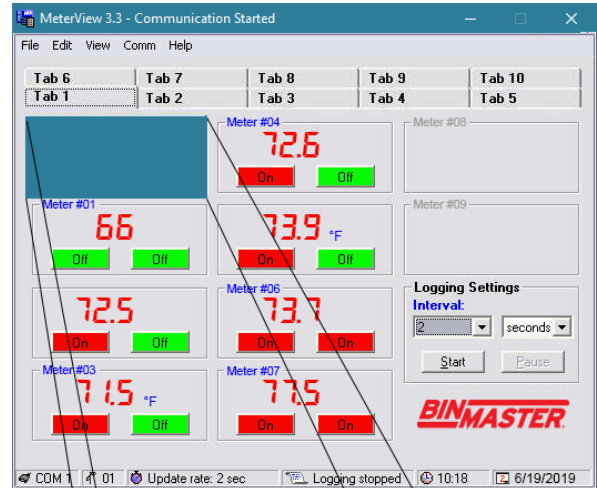 MeterView 3.3 - Communication Started
File Edit View Comm Help
Tab 6 Tab 7 Tab 8 Tab 9 Tab 10
Tab 1 Tab 2 Tab 3 Tab 4 Tab 5
Meter #04
72.6
On Off
Meter #08
Meter #01
66
Off Off
73.9 °F
On Off
Meter #09
72.5
On Off
Meter #06
73.7
On On
Logging Settings
Interval:
2 seconds
Start Pause
Meter #03
71.5 °F
On Off
Meter #07
77.5
On On
BINMASTER
COM 1 01 Update rate: 2 sec Logging stopped 10:18 2 6/19/2019